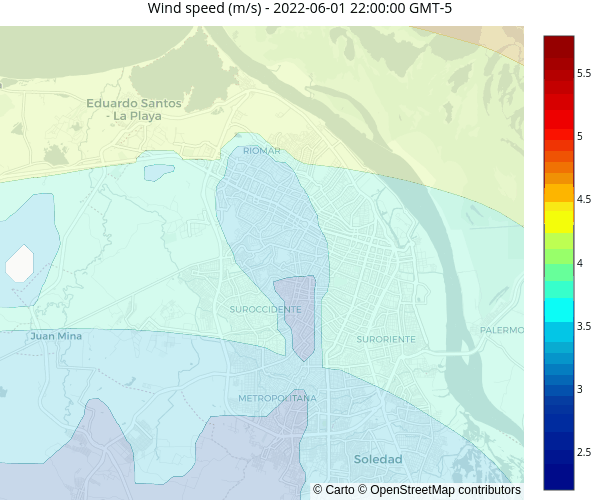 Wind speed (m/s) - 2022-06-01 22:00:00 GMT-5
5.5
Eduardo Santos
- La Playa
5
RIOMAR
4.5
4
SUROCCIDENTE
3.5
PALERMO
Juan Mina
SURORIENTE
3
METROPOLITANA
2.5
Soledad
© Carto © OpenStreetMap contributors